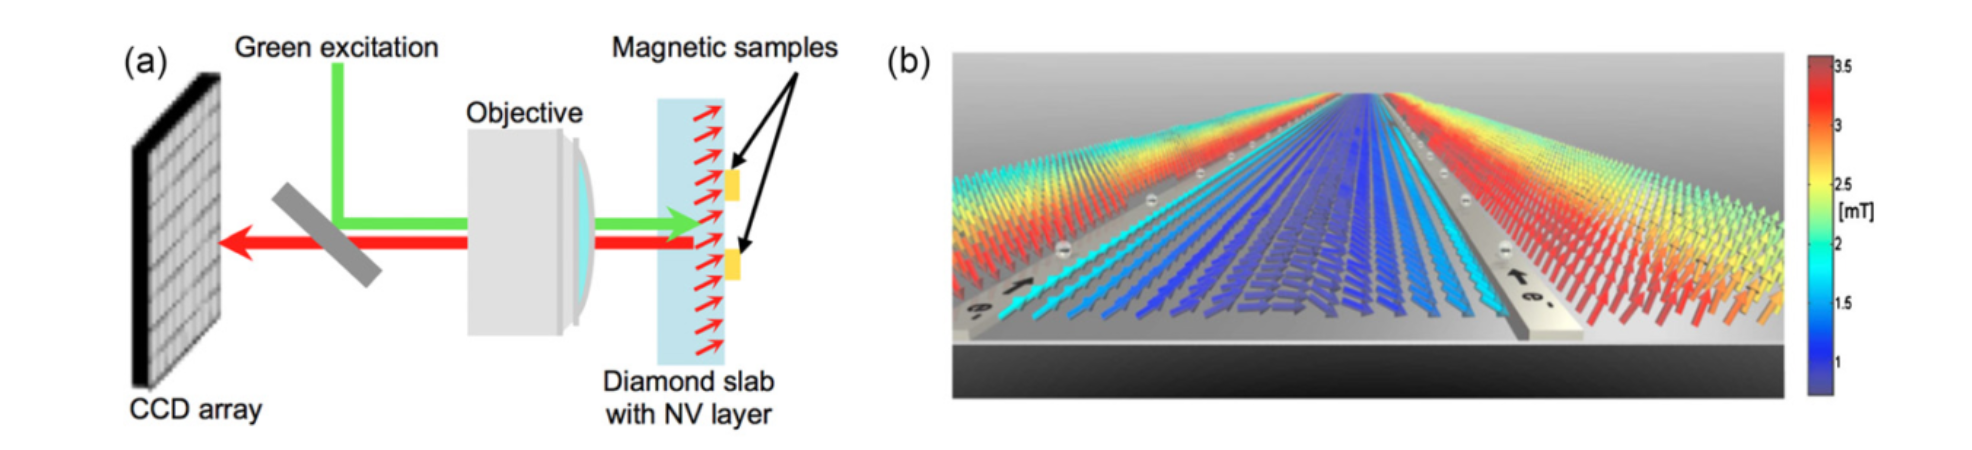 (a)
Green excitation
Magnetic samples
Objective
CCD array
Diamond slab
with NV layer
(b)
3.5
3
2.5
[mT]
2
1.5
1
e-
e-